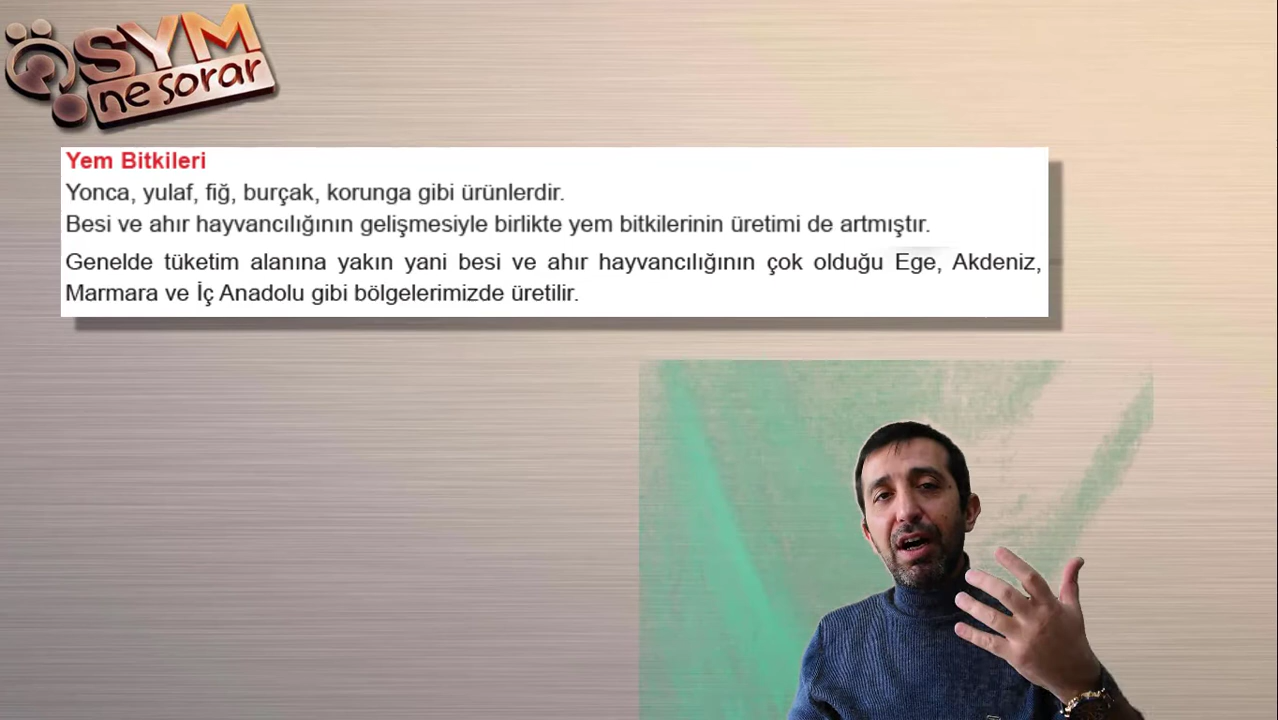 ÖSYM
ne sorar
Yem Bitkileri
Yonca, yulaf, fiğ, burçak, korunga gibi ürünlerdir.
Besi ve ahır hayvancılığının gelişmesiyle birlikte yem bitkilerinin üretimi de artmıştır.
Genelde tüketim alanına yakın yani besi ve ahır hayvancılığının çok olduğu Ege, Akdeniz,
Marmara ve İç Anadolu gibi bölgelerimizde üretilir.